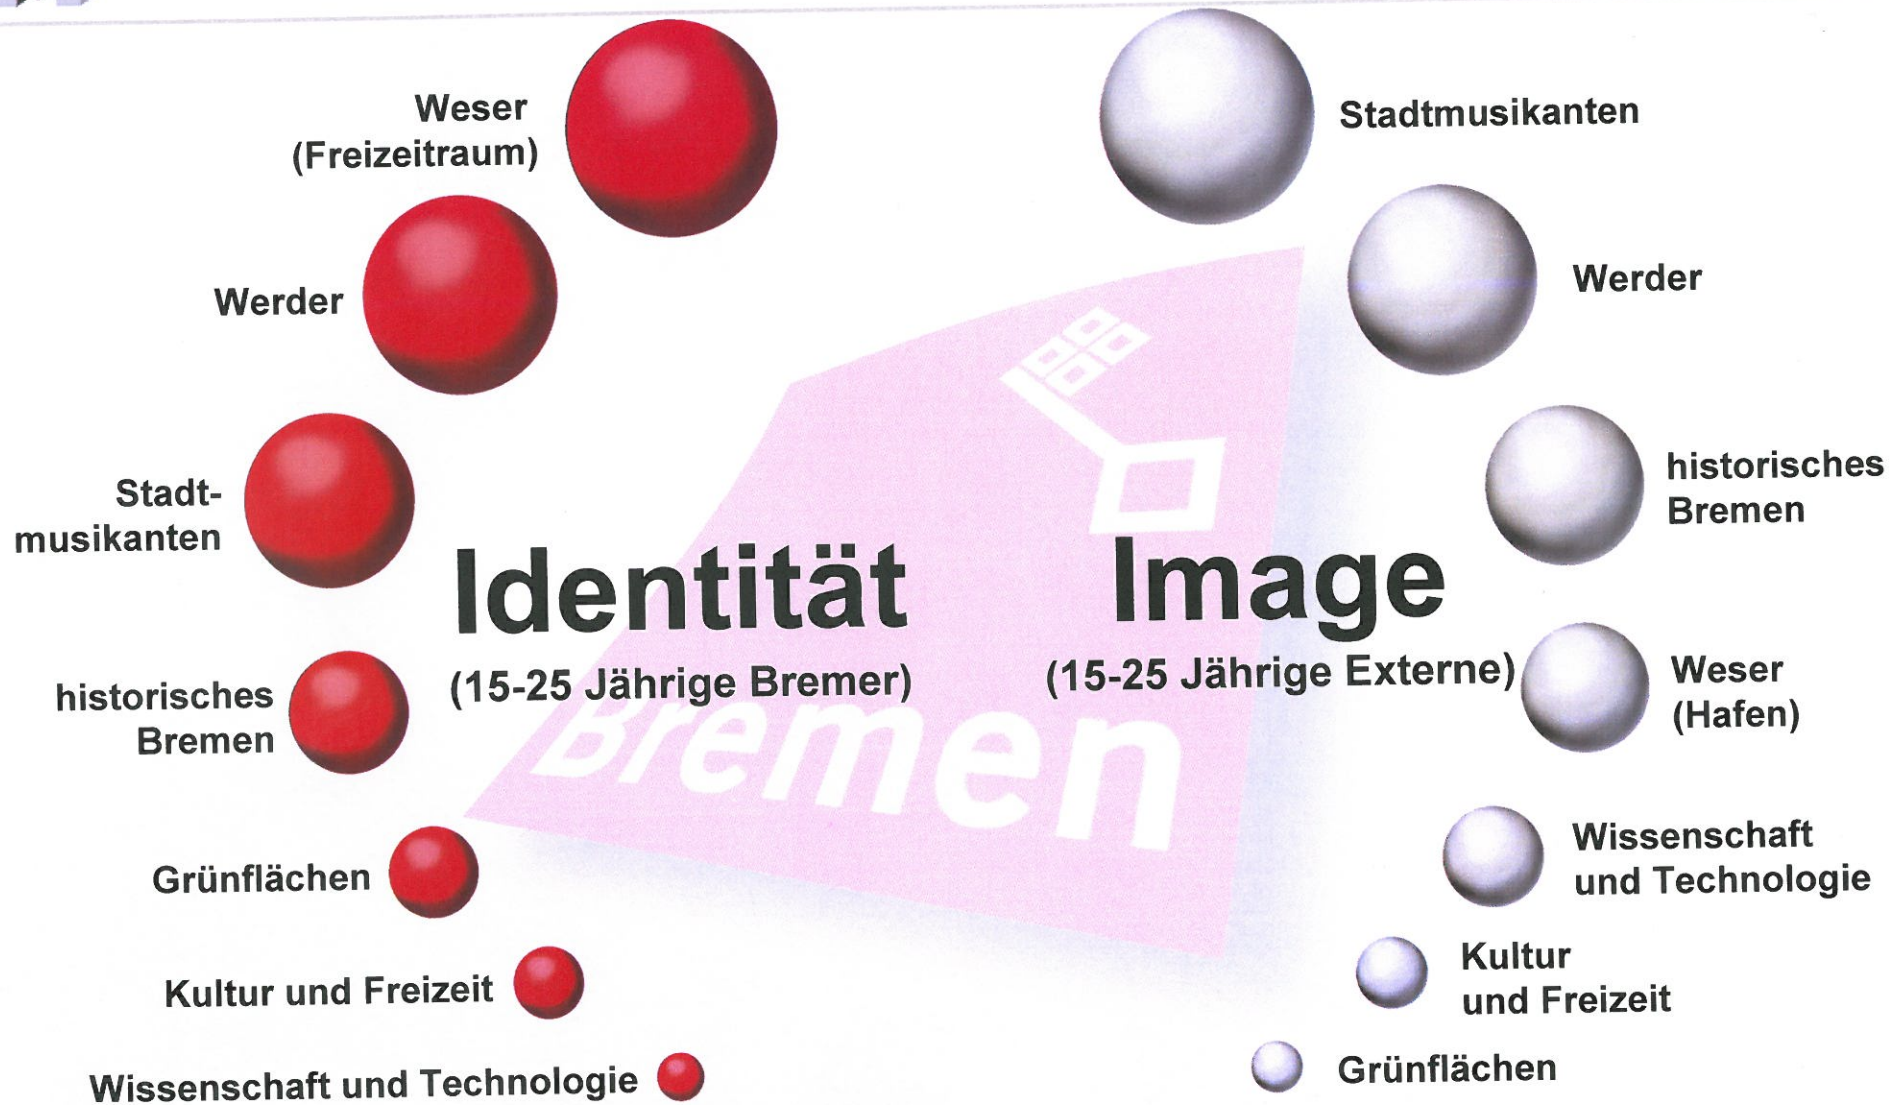 Weser
(Freizeitraum)
Werder
Stadt-
musikanten
historisches
Bremen
Grünflächen
Kultur und Freizeit
Wissenschaft und Technologie
Identität
(15-25 Jährige Bremer)
Image
(15-25 Jährige Externe)
Bremen
Stadtmusikanten
Werder
historisches
Bremen
Weser
(Hafen)
Wissenschaft
und Technologie
Kultur
und Freizeit
Grünflächen